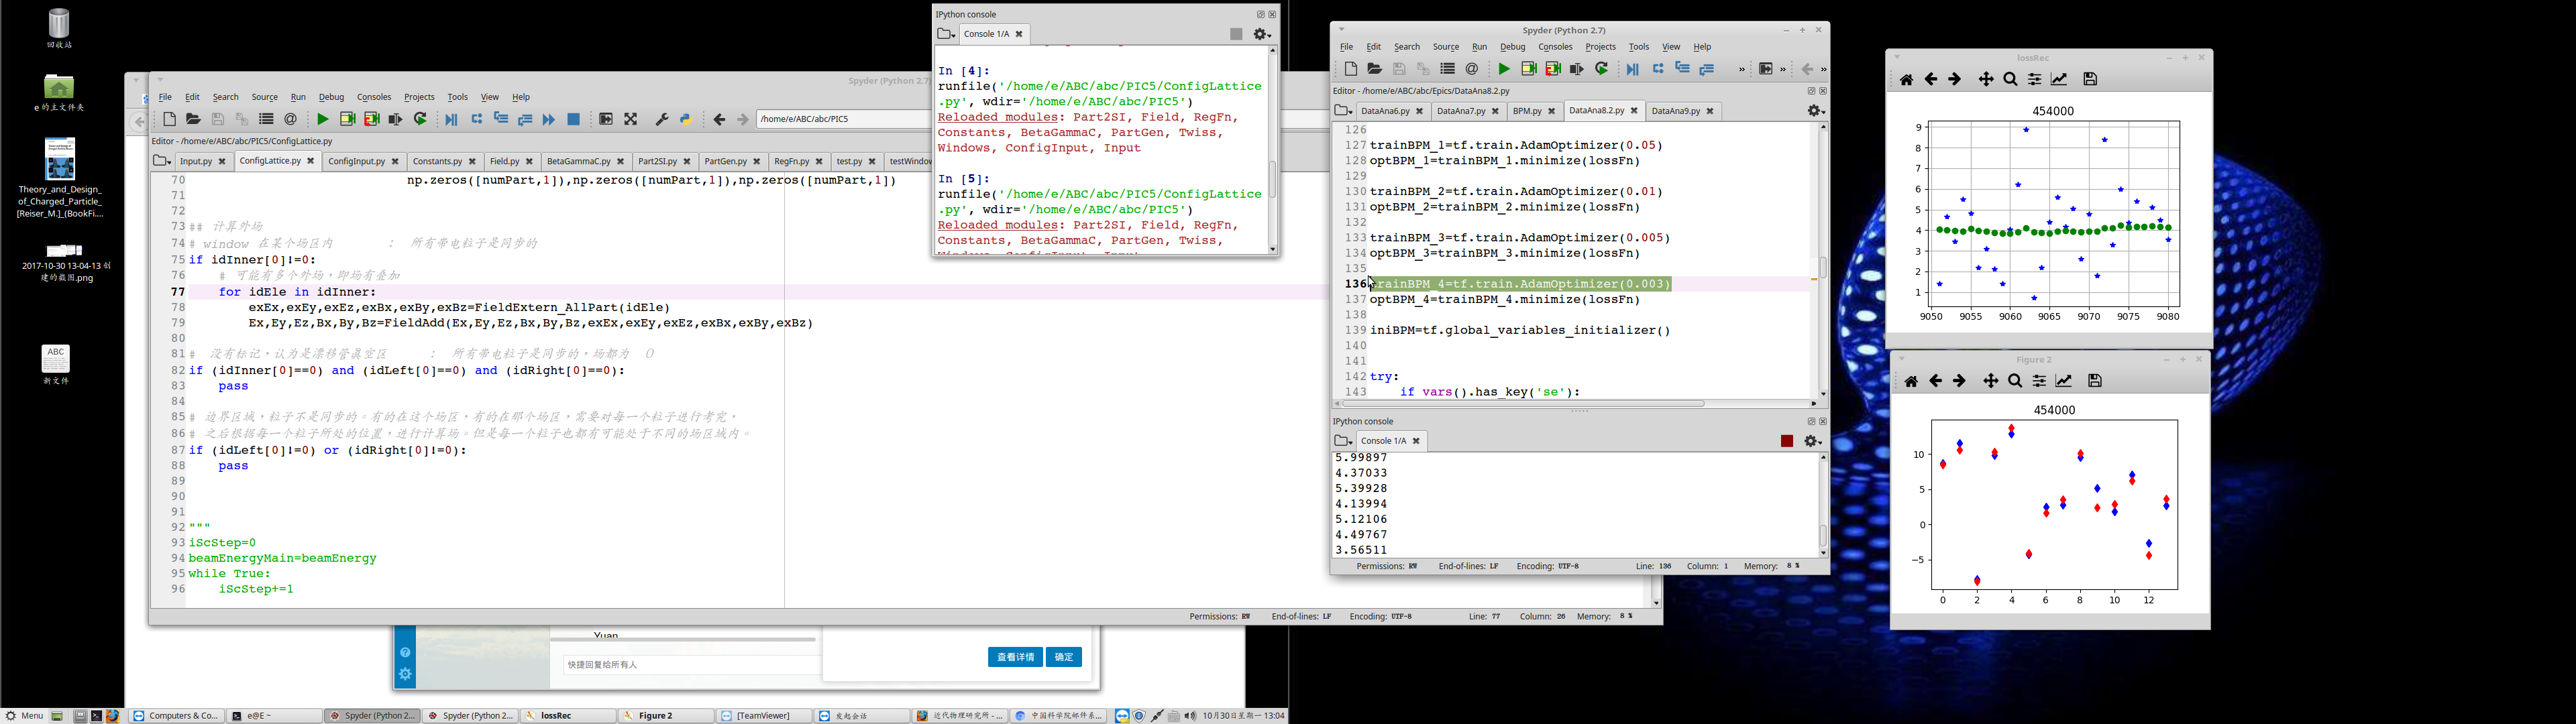 回收站
e 的主文件夹
Theory_and_Design_
of_Charged_Particle_
[Reiser_M.]_(BookFi....
2017-10-30 13-04-13 创
建的截图.png
ABC
新文件
Spyder (Python 2.7)
File Edit Search Source Run Debug Consoles Projects Tools View Help
/home/e/ABC/abc/PIC5
Editor - /home/e/ABC/abc/PIC5/ConfigLattice.py
Input.py ConfigLattice.py ConfigInput.py Constants.py Field.py BetaGammaC.py Part2SI.py PartGen.py RegFn.py test.py testWindow
70 np.zeros([numPart,1]),np.zeros([numPart,1]),np.zeros([numPart,1])
71
72
73 ## 计算外场
74 # window 在某个场区内 : 所有带电粒子是同步的
75 if idInner[0]!=0:
76 # 可能有多个外场，即场有叠加
77 for idEle in idInner:
78 exEx,exEy,exEz,exBx,exBy,exBz=FieldExtern_AllPart(idEle)
79 Ex,Ey,Ez,Bx,By,Bz=FieldAdd(Ex,Ey,Ez,Bx,By,Bz,exEx,exEy,exEz,exBx,exBy,exBz)
80
81 # 没有标记，认为是漂移管真空区 : 所有带电粒子是同步的，场都为 0
82 if (idInner[0]==0) and (idLeft[0]==0) and (idRight[0]==0):
83 pass
84
85 # 边界区域，粒子不是同步的。有的在这个场区，有的在那个场区，需要对每一个粒子进行考究，
86 # 之后根据每一个粒子所处的位置，进行计算场。但是每一个粒子也都有可能处于不同的场区域内。
87 if (idLeft[0]!=0) or (idRight[0]!=0):
88 pass
89
90
91
92 """
93 iScStep=0
94 beamEnergyMain=beamEnergy
95 while True:
96 iScStep+=1
Permissions: RW End-of-lines: LF Encoding: UTF-8 Line: 77 Column: 26 Memory: 8 %
IPython console
Console 1/A
In [4]:
runfile('/home/e/ABC/abc/PIC5/ConfigLattice
.py', wdir='/home/e/ABC/abc/PIC5')
Reloaded modules: Part2SI, Field, RegFn,
Constants, BetaGammaC, PartGen, Twiss,
Windows, ConfigInput, Input
In [5]:
runfile('/home/e/ABC/abc/PIC5/ConfigLattice
.py', wdir='/home/e/ABC/abc/PIC5')
Reloaded modules: Part2SI, Field, RegFn,
Constants, BetaGammaC, PartGen, Twiss,
Windows, ConfigInput, Input
Yuan
快捷回复给所有人
查看详情 确定
Spyder (Python 2.7)
File Edit Search Source Run Debug Consoles Projects Tools View Help
Editor - /home/e/ABC/abc/Epics/DataAna8.2.py
DataAna6.py DataAna7.py BPM.py DataAna8.2.py DataAna9.py
126
127 trainBPM_1=tf.train.AdamOptimizer(0.05)
128 optBPM_1=trainBPM_1.minimize(lossFn)
129
130 trainBPM_2=tf.train.AdamOptimizer(0.01)
131 optBPM_2=trainBPM_2.minimize(lossFn)
132
133 trainBPM_3=tf.train.AdamOptimizer(0.005)
134 optBPM_3=trainBPM_3.minimize(lossFn)
135
136 trainBPM_4=tf.train.AdamOptimizer(0.003)
137 optBPM_4=trainBPM_4.minimize(lossFn)
138
139 iniBPM=tf.global_variables_initializer()
140
141
142 try:
143 if vars().has_key('se'):
IPython console
Console 1/A
5.99897
4.37033
5.39928
4.13994
5.12106
4.49767
3.56511
Permissions: RW End-of-lines: LF Encoding: UTF-8 Line: 136 Column: 1 Memory: 8 %
lossRec
454000
9
8
7
6
5
4
3
2
1
9050 9055 9060 9065 9070 9075 9080
Figure 2
454000
10
5
0
−5
0 2 4 6 8 10 12
Menu Computers & Co... e@E ~ Spyder (Python 2... Spyder (Python 2... lossRec Figure 2 [TeamViewer] 发起会话 近代物理研究所 - ... 中国科学院邮件系... 10月30日星期一 13:04